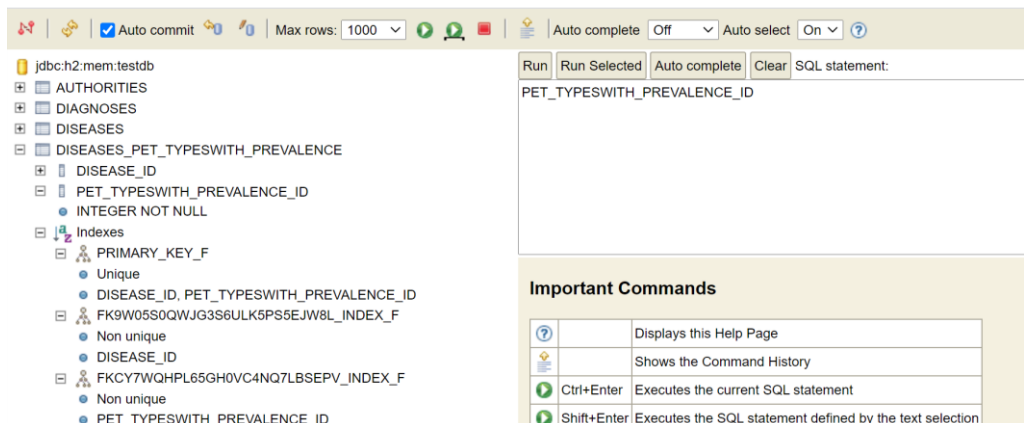 Auto commit Max rows: 1000 Auto complete Off Auto select On
jdbc:h2:mem:testdb
AUTHORITIES
DIAGNOSES
DISEASES
DISEASES_PET_TYPESWITH_PREVALENCE
DISEASE_ID
PET_TYPESWITH_PREVALENCE_ID
INTEGER NOT NULL
Indexes
PRIMARY_KEY_F
Unique
DISEASE_ID, PET_TYPESWITH_PREVALENCE_ID
FK9W05S0QWJG3S6ULK5PS5EJW8L_INDEX_F
Non unique
DISEASE_ID
FKCY7WQHPL65GH0VC4NQ7LBSEPV_INDEX_F
Non unique
PET_TYPESWITH_PREVALENCE_ID
Run Run Selected Auto complete Clear SQL statement:
PET_TYPESWITH_PREVALENCE_ID
Important Commands
Displays this Help Page
Shows the Command History
Ctrl+Enter Executes the current SQL statement
Shift+Enter Executes the SQL statement defined by the text selection